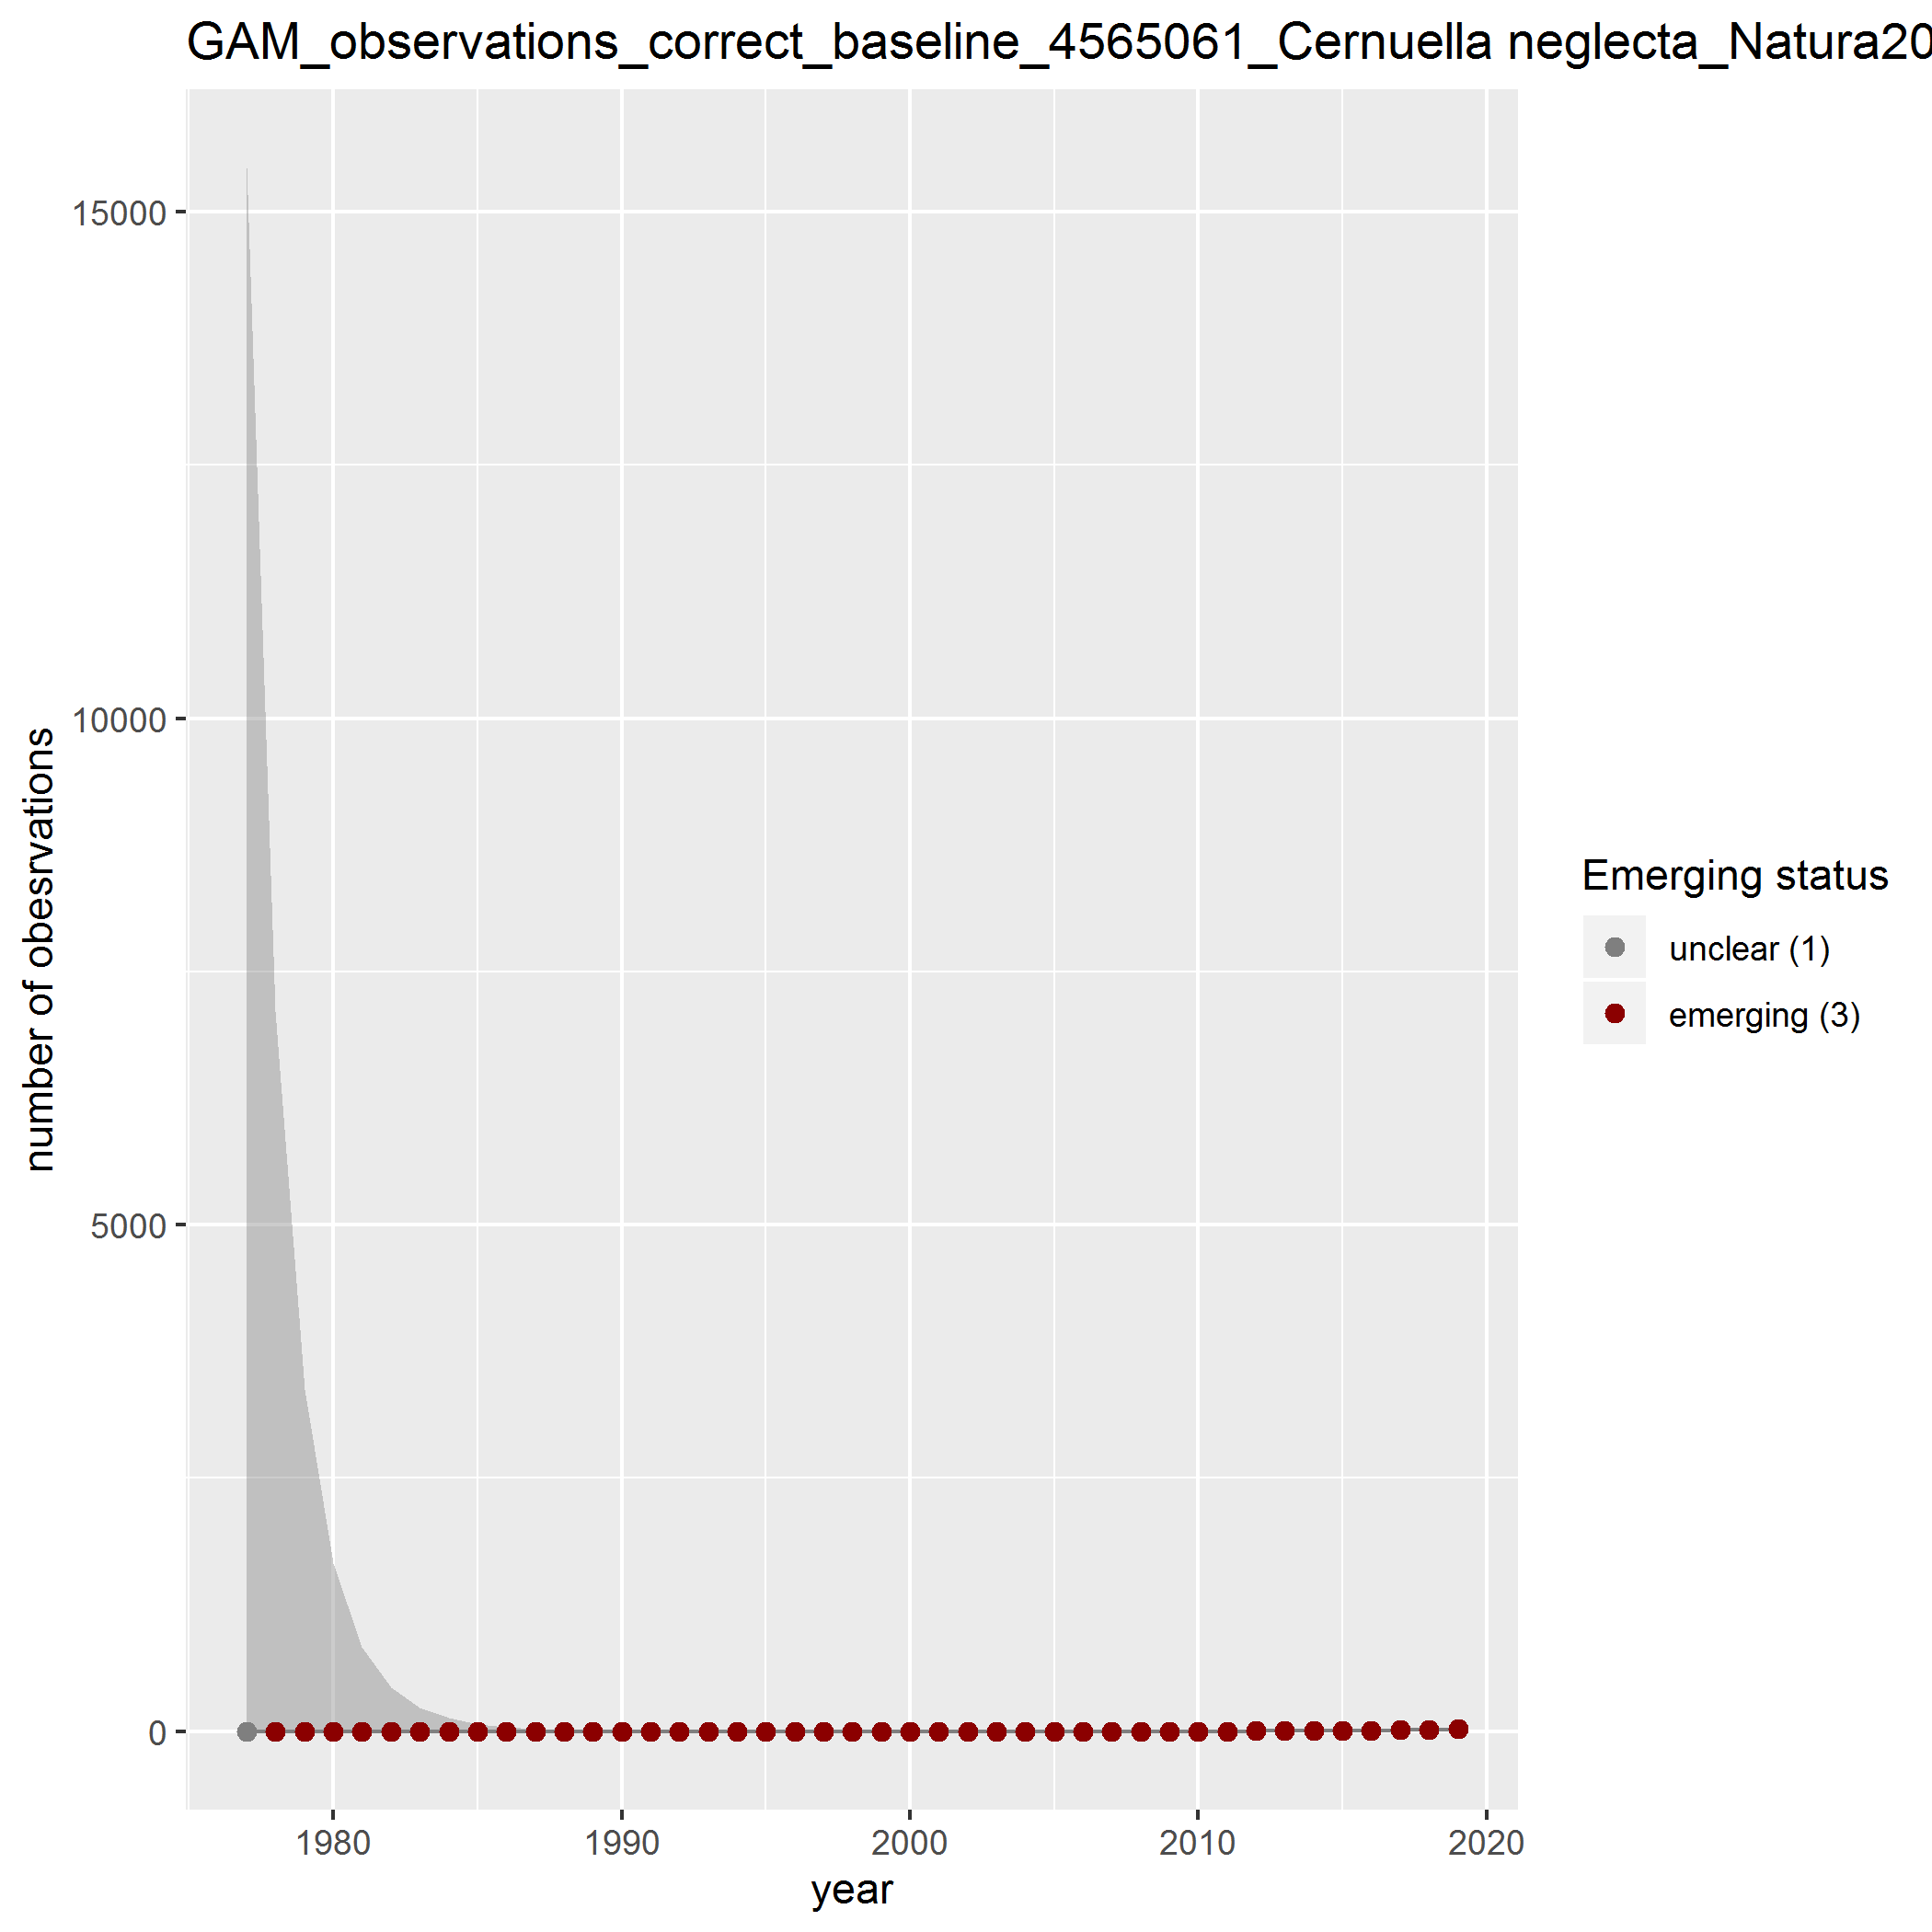 GAM_observations_correct_baseline_4565061_Cernuella neglecta_Natura20
15000
10000
5000
0
number of obesrvations
1980
1990
2000
2010
2020
year
Emerging status
unclear (1)
emerging (3)